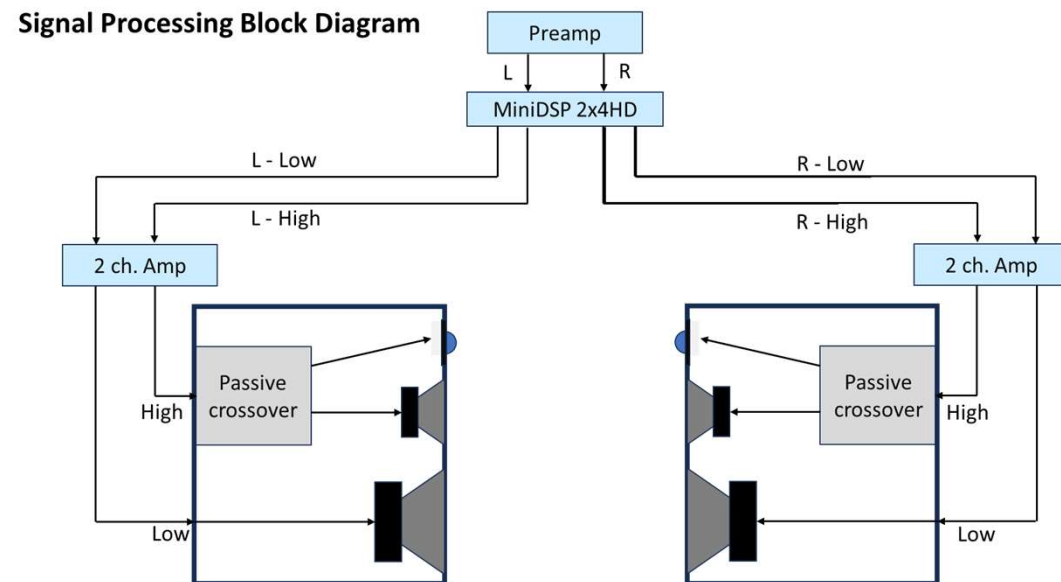 Signal Processing Block Diagram
Preamp
L
R
MiniDSP 2x4HD
L - Low
R - Low
L - High
R - High
2 ch. Amp
2 ch. Amp
Passive
crossover
Passive
crossover
High
High
Low
Low